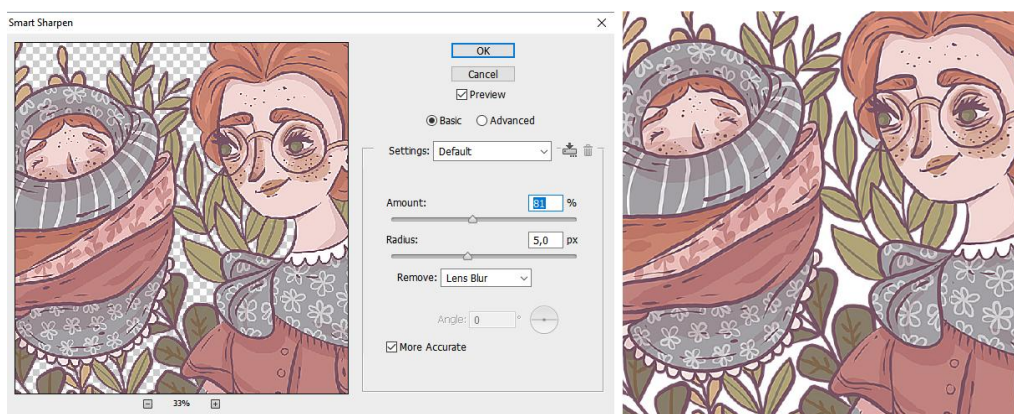 Smart Sharpen
OK
Cancel
Preview
Basic Advanced
Settings: Default
Amount: 81 %
Radius: 5,0 px
Remove: Lens Blur
Angle: 0 °
More Accurate
33%